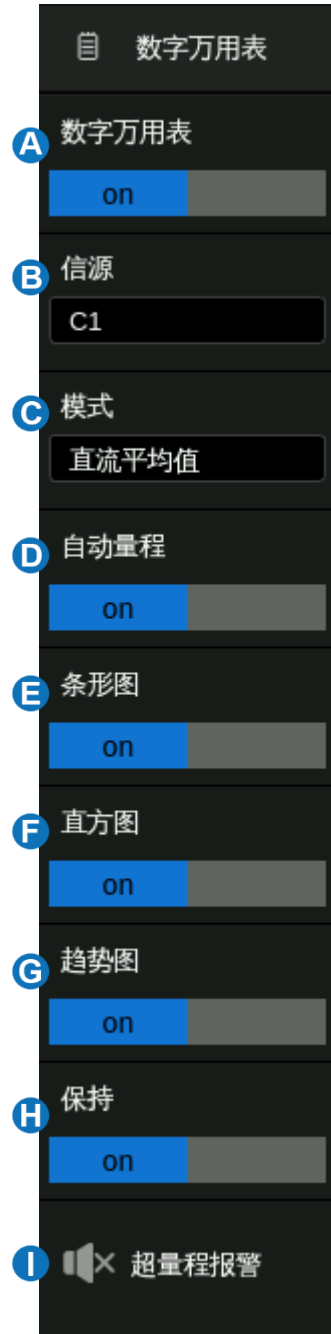 数字万用表
A 数字万用表
on
B 信源
C1
C 模式
直流平均值
D 自动量程
on
E 条形图
on
F 直方图
on
G 趋势图
on
H 保持
on
I 超量程报警